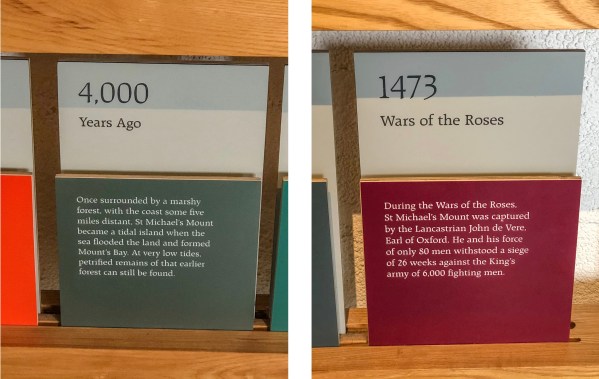 4,000
Years Ago
Once surrounded by a marshy
forest, with the coast some five
miles distant, St Michael's Mount
became a tidal island when the
sea flooded the land and formed
Mount's Bay. At very low tides,
petrified remains of that earlier
forest can still be found.
1473
Wars of the Roses
During the Wars of the Roses,
St Michael's Mount was captured
by the Lancastrian John de Vere,
Earl of Oxford. He and his force
of only 80 men withstood a siege
of 26 weeks against the King's
army of 6,000 fighting men.